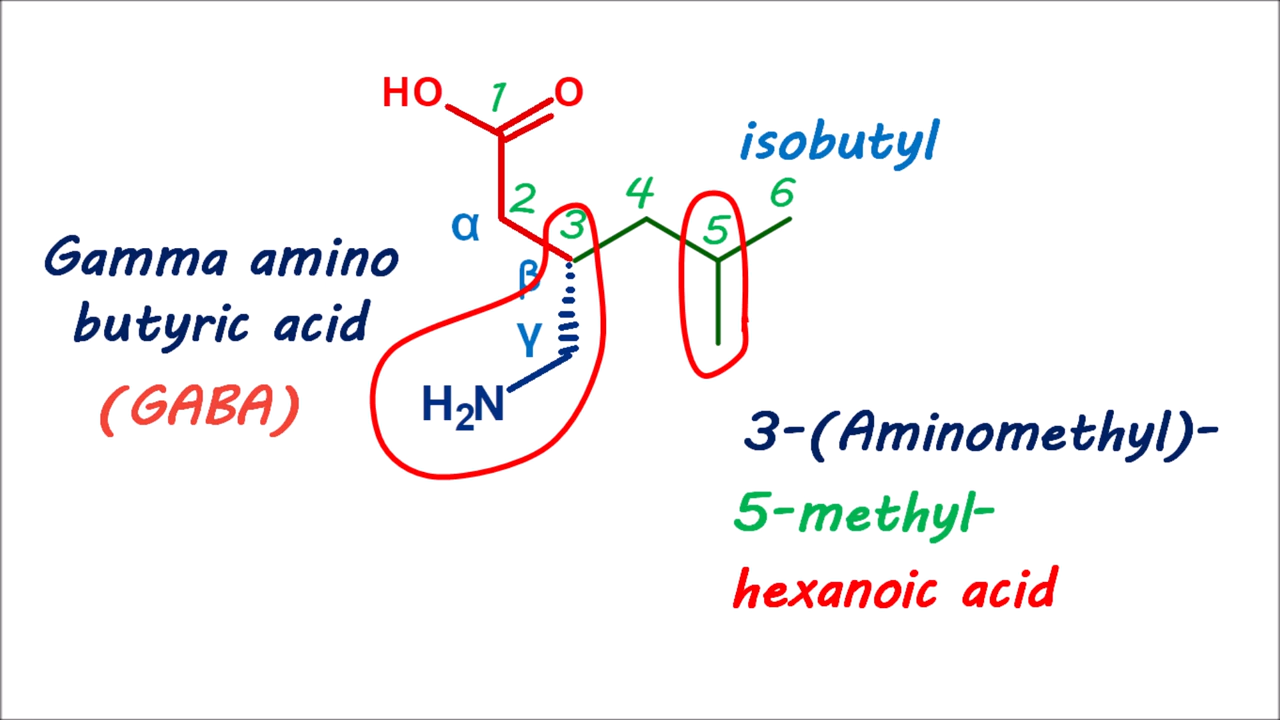 HO
1
O
isobutyl
2
3
4
5
6
α
β
γ
Gamma amino
butyric acid
(GABA)
H₂N
3-(Aminomethyl)-
5-methyl-
hexanoic acid